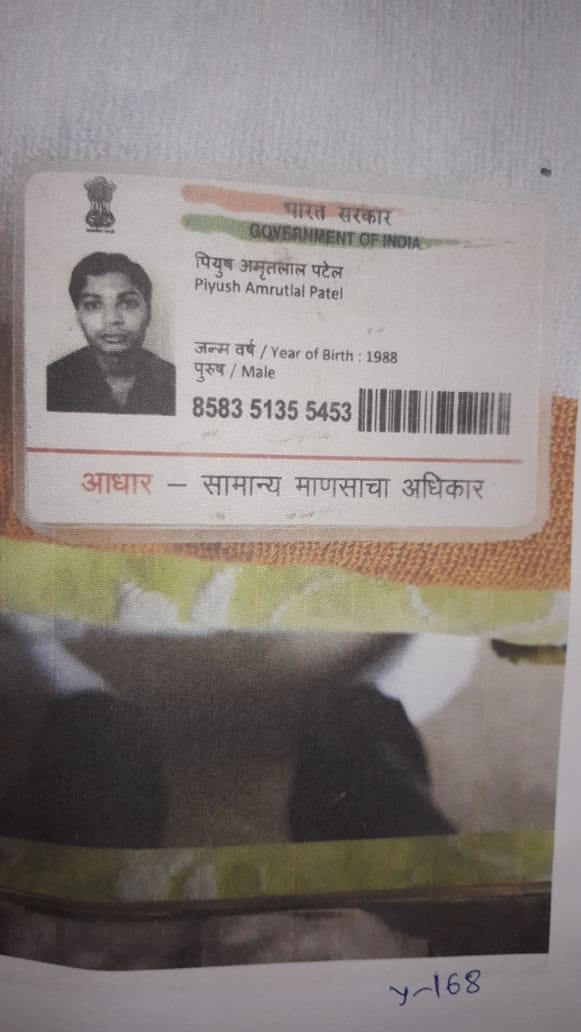 भारत सरकार
GOVERNMENT OF INDIA
पियुष अमृतलाल पटेल
Piyush Amrutlal Patel
जन्म वर्ष / Year of Birth : 1988
पुरुष / Male
8583 5135 5453
आधार – सामान्य माणसाचा अधिकार
y-168